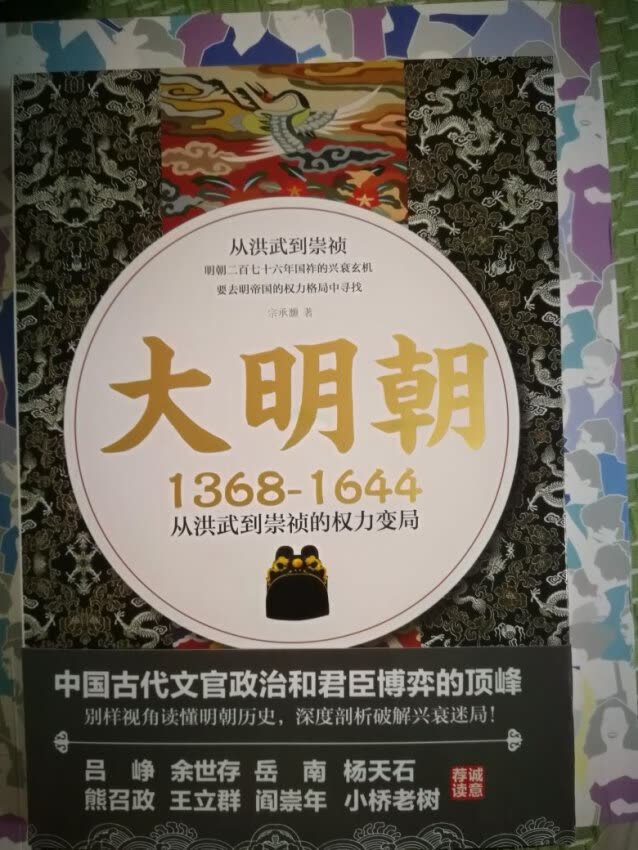 从洪武到崇祯
明朝二百七十六年国祚的兴衰玄机
要去明帝国的权力格局中寻找
宗承灏 著
大明朝
1368-1644
从洪武到崇祯的权力变局
中国古代文官政治和君臣博弈的顶峰
别样视角读懂明朝历史，深度剖析破解兴衰迷局！
吕峥 余世存 岳南 杨天石
熊召政 王立群 阎崇年 小桥老树
诚意荐读